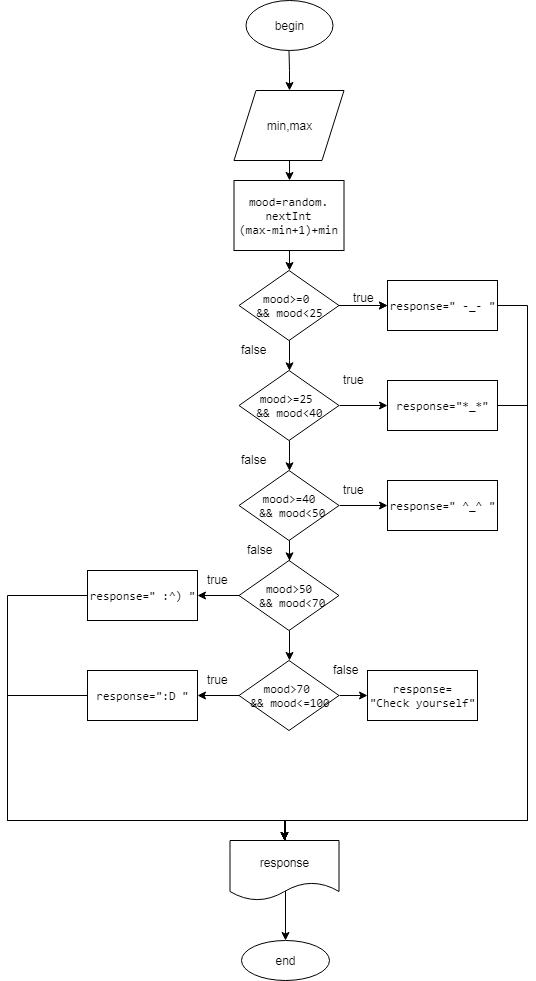 begin
min,max
mood=random.
nextInt
(max-min+1)+min
mood>=0
&& mood<25
true
response=" -_- "
false
mood>=25
&& mood<40
true
response="*_*"
false
mood>=40
&& mood<50
true
response=" ^_^ "
false
mood>50
&& mood<70
true
response=" :^) "
mood>70
&& mood<=100
true
response=":D "
false
response=
"Check yourself"
response
end